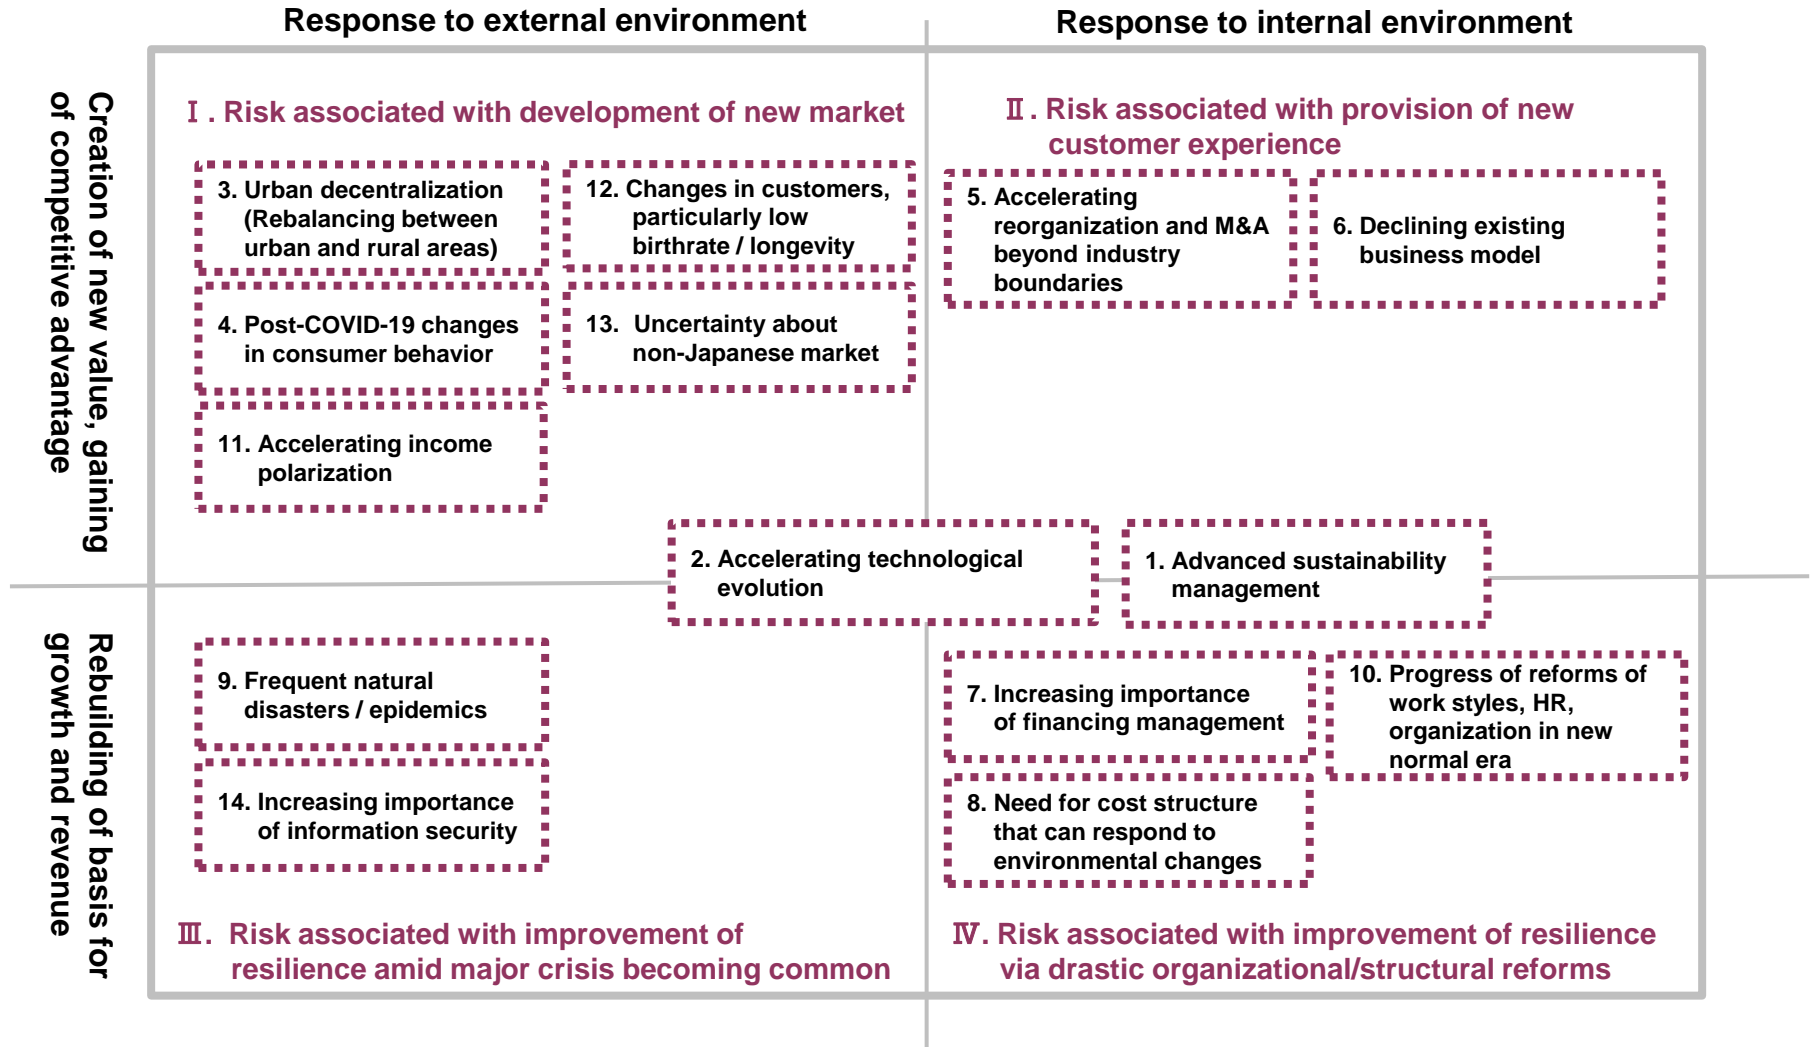 Response to external environment
Response to internal environment
Creation of new value, gaining
of competitive advantage
Ⅰ. Risk associated with development of new market
3. Urban decentralization
(Rebalancing between
urban and rural areas)
12. Changes in customers,
particularly low
birthrate / longevity
4. Post-COVID-19 changes
in consumer behavior
13. Uncertainty about
non-Japanese market
11. Accelerating income
polarization
Ⅱ. Risk associated with provision of new
customer experience
5. Accelerating
reorganization and M&A
beyond industry
boundaries
6. Declining existing
business model
2. Accelerating technological
evolution
1. Advanced sustainability
management
Rebuilding of basis for
growth and revenue
9. Frequent natural
disasters / epidemics
14. Increasing importance
of information security
Ⅲ. Risk associated with improvement of
resilience amid major crisis becoming common
7. Increasing importance
of financing management
10. Progress of reforms of
work styles, HR,
organization in new
normal era
8. Need for cost structure
that can respond to
environmental changes
Ⅳ. Risk associated with improvement of resilience
via drastic organizational/structural reforms